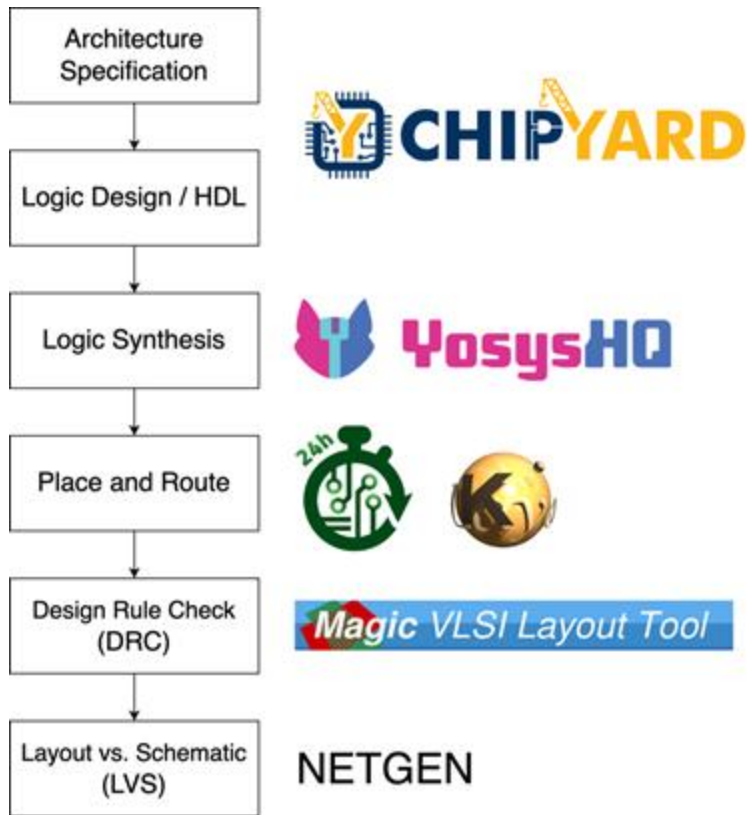 Architecture
Specification
CHIPYARD
Logic Design / HDL
Logic Synthesis
YosysHQ
Place and Route
24h
K
Design Rule Check
(DRC)
Magic VLSI Layout Tool
Layout vs. Schematic
(LVS)
NETGEN